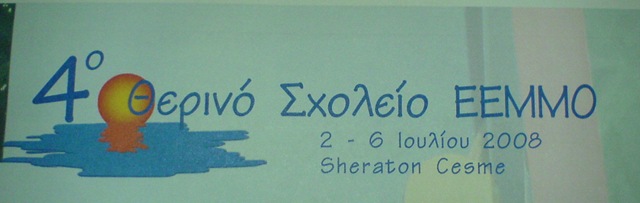 4ο Θερινό Σχολείο ΕΕΜΜΟ
2 - 6 Ιουλίου 2008
Sheraton Cesme